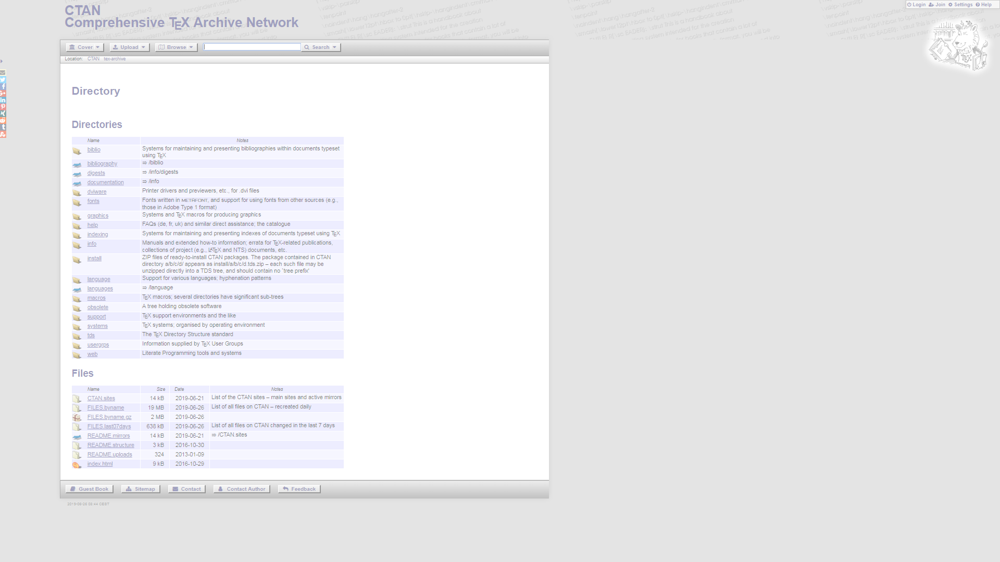 CTAN
Comprehensive TEX Archive Network
Login Join Settings Help
Cover Upload Browse Search
Location: CTAN tex-archive
Directory
Directories
Name Notes
biblio Systems for maintaining and presenting bibliographies within documents typeset
using TEX
bibliography ⇒ /biblio
digests ⇒ /info/digests
documentation ⇒ /info
dviware Printer drivers and previewers, etc., for .dvi files
fonts Fonts written in METAFONT, and support for using fonts from other sources (e.g.,
those in Adobe Type 1 format)
graphics Systems and TEX macros for producing graphics
help FAQs (de, fr, uk) and similar direct assistance; the catalogue
indexing Systems for maintaining and presenting indexes of documents typeset using TEX
info Manuals and extended how-to information; errata for TEX-related publications,
collections of project (e.g., LATEX and NTS) documents, etc.
install ZIP files of ready-to-install CTAN packages. The package contained in CTAN
directory a/b/c/d/ appears as install/a/b/c/d.tds.zip – each such file may be
unzipped directly into a TDS tree, and should contain no `tree prefix'
language Support for various languages; hyphenation patterns
languages ⇒ /language
macros TEX macros; several directories have significant sub-trees
obsolete A tree holding obsolete software
support TEX support environments and the like
systems TEX systems; organised by operating environment
tds The TEX Directory Structure standard
usergrps Information supplied by TEX User Groups
web Literate Programming tools and systems
Files
Name Size Date Notes
CTAN.sites 14 kB 2019-06-21 List of the CTAN sites – main sites and active mirrors
FILES.byname 19 MB 2019-06-26 List of all files on CTAN – recreated daily
FILES.byname.gz 2 MB 2019-06-26
FILES.last07days 638 kB 2019-06-26 List of all files on CTAN changed in the last 7 days
README.mirrors 14 kB 2019-06-21 ⇒ /CTAN.sites
README.structure 3 kB 2016-10-30
README.uploads 324 2013-01-09
index.html 9 kB 2016-10-29
Guest Book Sitemap Contact Contact Author Feedback
2019-06-26 08:44 CEST